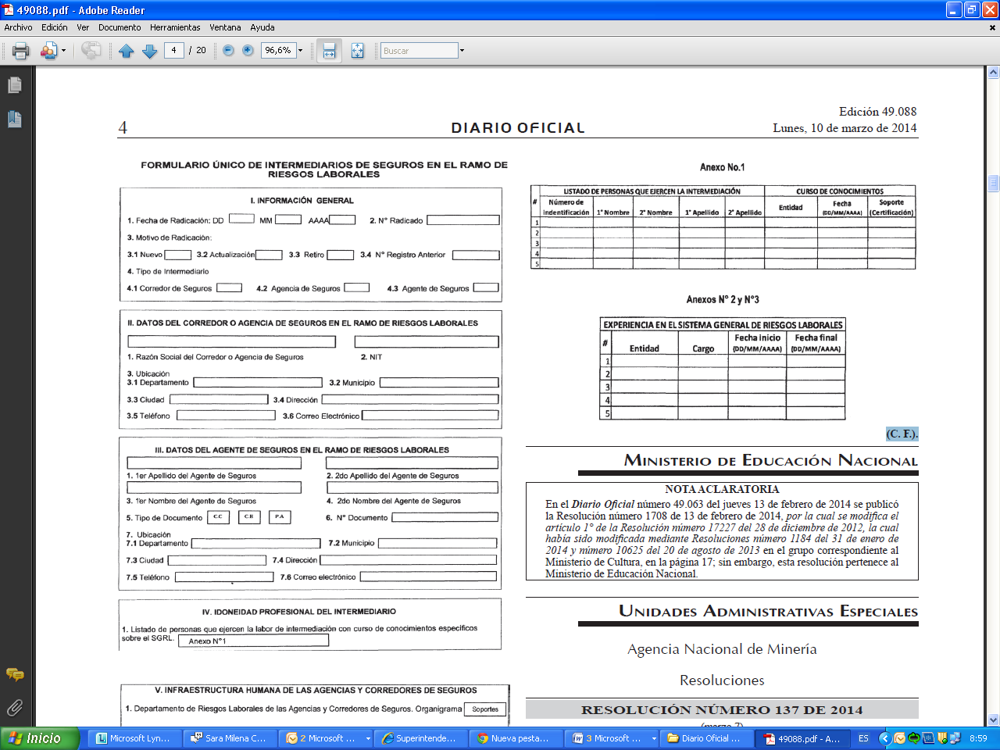 49088.pdf - Adobe Reader
Archivo Edición Ver Documento Herramientas Ventana Ayuda
4 / 20 96,6% Buscar
Edición 49.088
4 DIARIO OFICIAL Lunes, 10 de marzo de 2014
FORMULARIO ÚNICO DE INTERMEDIARIOS DE SEGUROS EN EL RAMO DE
RIESGOS LABORALES
I. INFORMACIÓN GENERAL
1. Fecha de Radicación: DD MM AAAA 2. N° Radicado
3. Motivo de Radicación:
3.1 Nuevo 3.2 Actualización 3.3 Retiro 3.4 N° Registro Anterior
4. Tipo de Intermediario
4.1 Corredor de Seguros 4.2 Agencia de Seguros 4.3 Agente de Seguros
II. DATOS DEL CORREDOR O AGENCIA DE SEGUROS EN EL RAMO DE RIESGOS LABORALES
1. Razón Social del Corredor o Agencia de Seguros 2. NIT
3. Ubicación
3.1 Departamento 3.2 Municipio
3.3 Ciudad 3.4 Dirección
3.5 Teléfono 3.6 Correo Electrónico
III. DATOS DEL AGENTE DE SEGUROS EN EL RAMO DE RIESGOS LABORALES
1. 1er Apellido del Agente de Seguros 2. 2do Apellido del Agente de Seguros
3. 1er Nombre del Agente de Seguros 4. 2do Nombre del Agente de Seguros
5. Tipo de Documento C.C C.E P.A 6. N° Documento
7. Ubicación
7.1 Departamento 7.2 Municipio
7.3 Ciudad 7.4 Dirección
7.5 Teléfono 7.6 Correo electrónico
IV. IDONEIDAD PROFESIONAL DEL INTERMEDIARIO
1. Listado de personas que ejercen la labor de intermediación con curso de conocimientos específicos
sobre el SGRL. Anexo N°1
V. INFRAESTRUCTURA HUMANA DE LAS AGENCIAS Y CORREDORES DE SEGUROS
1. Departamento de Riesgos Laborales de las Agencias y Corredores de Seguros. Organigrama Soportes
Anexo No.1
LISTADO DE PERSONAS QUE EJERCEN LA INTERMEDIACIÓN CURSO DE CONOCIMIENTOS
# Número de Indentificación 1° Nombre 2° Nombre 1° Apellido 2° Apellido Entidad Fecha (DD/MM/AAAA) Soporte (Certificación)
1
2
3
4
5
Anexos N° 2 y N°3
EXPERIENCIA EN EL SISTEMA GENERAL DE RIESGOS LABORALES
# Entidad Cargo Fecha inicio (DD/MM/AAAA) Fecha final (DD/MM/AAAA)
1
2
3
4
5
(C. F.).
MINISTERIO DE EDUCACIÓN NACIONAL
NOTA ACLARATORIA
En el Diario Oficial número 49.063 del jueves 13 de febrero de 2014 se publicó
la Resolución número 1708 de 13 de febrero de 2014, por la cual se modifica el
artículo 1° de la Resolución número 17227 del 28 de diciembre de 2012, la cual
había sido modificada mediante Resoluciones número 1184 del 31 de enero de
2014 y número 10625 del 20 de agosto de 2013 en el grupo correspondiente al
Ministerio de Cultura, en la página 17; sin embargo, esta resolución pertenece al
Ministerio de Educación Nacional.
UNIDADES ADMINISTRATIVAS ESPECIALES
Agencia Nacional de Minería
Resoluciones
RESOLUCIÓN NÚMERO 137 DE 2014
(marzo 7)
Inicio Microsoft Lyn... Sara Milena C... 2 Microsoft ... Superintende... Nueva pesta... 3 Microsoft ... Diario Oficial ... 49088.pdf - A... ES 8:59